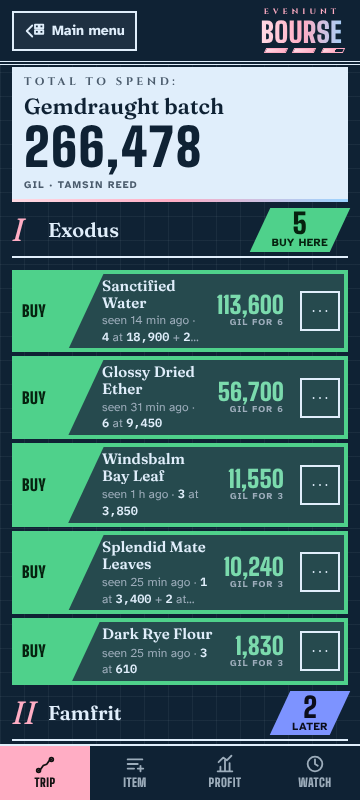 Main menu
EVENIUNT
BOURSE
TOTAL TO SPEND:
Gemdraught batch
266,478
GIL · TAMSIN REED
I Exodus
5
BUY HERE
BUY
Sanctified
Water
seen 14 min ago ·
4 at 18,900 + 2…
113,600
GIL FOR 6
...
BUY
Glossy Dried
Ether
seen 31 min ago ·
6 at 9,450
56,700
GIL FOR 6
...
BUY
Windsbalm
Bay Leaf
seen 1 h ago · 3 at
3,850
11,550
GIL FOR 3
...
BUY
Splendid Mate
Leaves
seen 25 min ago · 1
at 3,400 + 2 at…
10,240
GIL FOR 3
...
BUY
Dark Rye Flour
seen 25 min ago · 3
at 610
1,830
GIL FOR 3
...
II Famfrit
2
LATER
TRIP
ITEM
PROFIT
WATCH